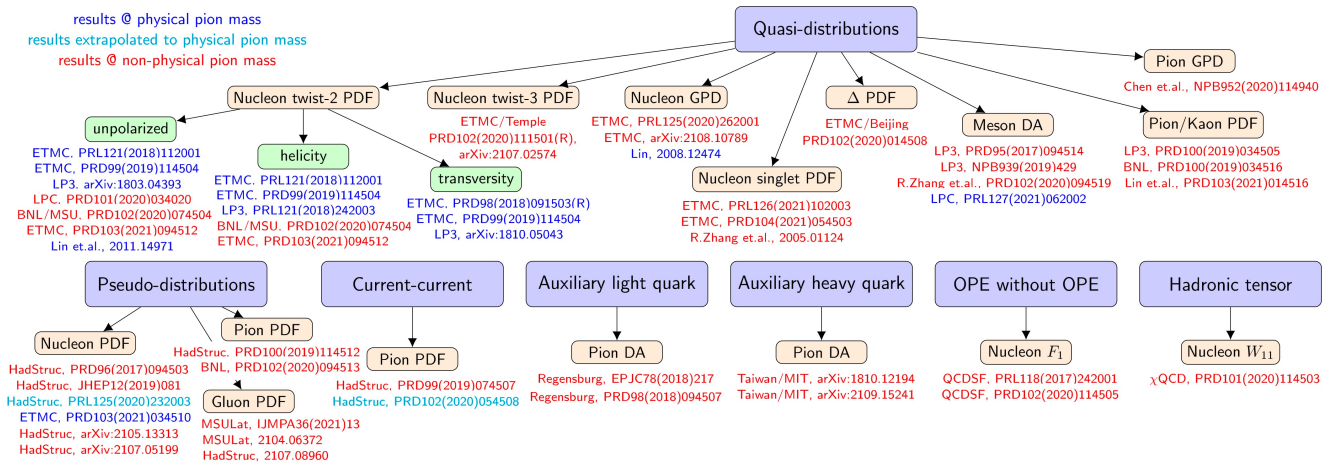 results @ physical pion mass
results extrapolated to physical pion mass
results @ non-physical pion mass
Quasi-distributions
Nucleon twist-2 PDF
unpolarized
ETMC, PRL121(2018)112001
ETMC, PRD99(2019)114504
LP3, arXiv:1803.04393
LPC, PRD101(2020)034020
BNL/MSU, PRD102(2020)074504
ETMC, PRD103(2021)094512
Lin et.al., 2011.14971
helicity
ETMC, PRL121(2018)112001
ETMC, PRD99(2019)114504
LP3, PRL121(2018)242003
BNL/MSU, PRD102(2020)074504
ETMC, PRD103(2021)094512
transversity
ETMC, PRD98(2018)091503(R)
ETMC, PRD99(2019)114504
LP3, arXiv:1810.05043
Nucleon twist-3 PDF
ETMC/Temple
PRD102(2020)111501(R),
arXiv:2107.02574
Nucleon GPD
ETMC, PRL125(2020)262001
ETMC, arXiv:2108.10789
Lin, 2008.12474
Nucleon singlet PDF
ETMC, PRL126(2021)102003
ETMC, PRD104(2021)054503
R.Zhang et.al., 2005.01124
Δ PDF
ETMC/Beijing
PRD102(2020)014508
Meson DA
LP3, PRD95(2017)094514
LP3, NPB939(2019)429
R.Zhang et.al., PRD102(2020)094519
LPC, PRL127(2021)062002
Pion/Kaon PDF
LP3, PRD100(2019)034505
BNL, PRD100(2019)034516
Lin et.al., PRD103(2021)014516
Pion GPD
Chen et.al., NPB952(2020)114940
Pseudo-distributions
Nucleon PDF
HadStruc, PRD96(2017)094503
HadStruc, JHEP12(2019)081
HadStruc, PRL125(2020)232003
ETMC, PRD103(2021)034510
HadStruc, arXiv:2105.13313
HadStruc, arXiv:2107.05199
Pion PDF
HadStruc, PRD100(2019)114512
BNL, PRD102(2020)094513
Gluon PDF
MSULat, IJMPA36(2021)13
MSULat, 2104.06372
HadStruc, 2107.08960
Current-current
Pion PDF
HadStruc, PRD99(2019)074507
HadStruc, PRD102(2020)054508
Auxiliary light quark
Pion DA
Regensburg, EPJC78(2018)217
Regensburg, PRD98(2018)094507
Auxiliary heavy quark
Pion DA
Taiwan/MIT, arXiv:1810.12194
Taiwan/MIT, arXiv:2109.15241
OPE without OPE
Nucleon F₁
QCDSF, PRL118(2017)242001
QCDSF, PRD102(2020)114505
Hadronic tensor
Nucleon W₁₁
χQCD, PRD101(2020)114503